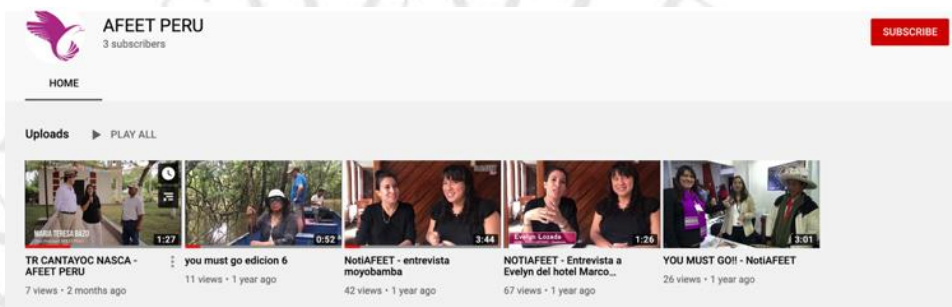 AFEET PERU
3 subscribers
SUBSCRIBE
HOME
Uploads
PLAY ALL
MARIA TERESA BAZO
1:27
0:52
3:44
Evelyn Lozada
1:26
3:01
TR CANTAYOC NASCA -
AFEET PERU
7 views • 2 months ago
you must go edicion 6
11 views • 1 year ago
NotiAFEET - entrevista
moyobamba
42 views • 1 year ago
NOTIAFEET - Entrevista a
Evelyn del hotel Marco...
67 views • 1 year ago
YOU MUST GO!! - NotiAFEET
26 views • 1 year ago